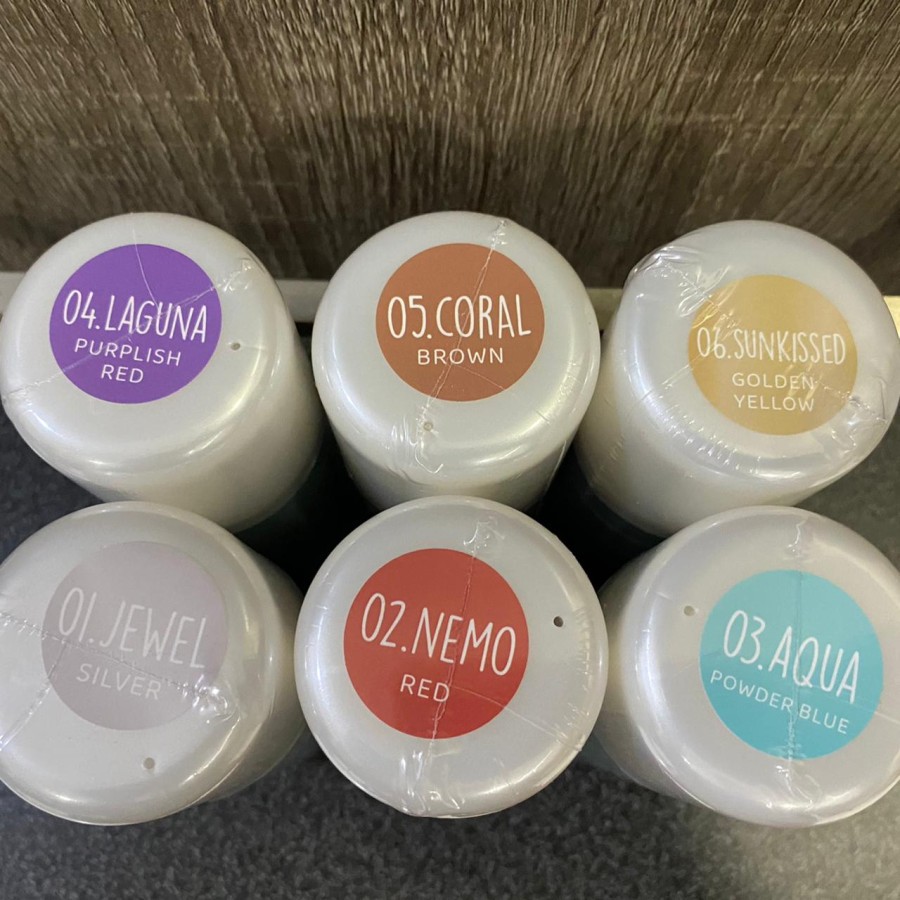 04.LAGUNA
PURPLISH
RED
05.CORAL
BROWN
06.SUNKISSED
GOLDEN
YELLOW
01.JEWEL
SILVER
02.NEMO
RED
03.AQUA
POWDER BLUE